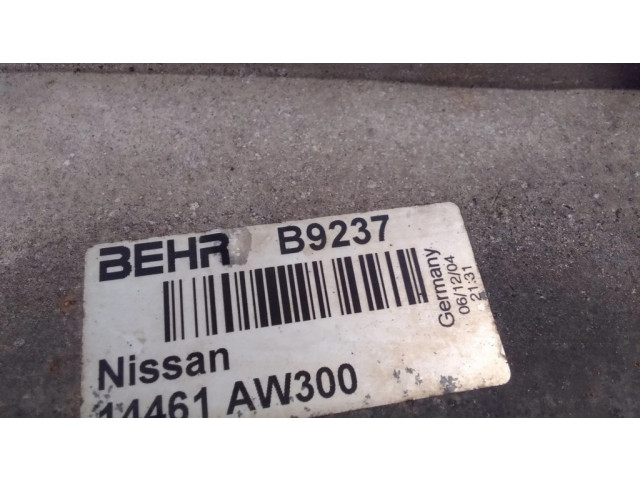 BEHR B9237
Nissan
14461 AW300
Germany
06/12/04
21:31